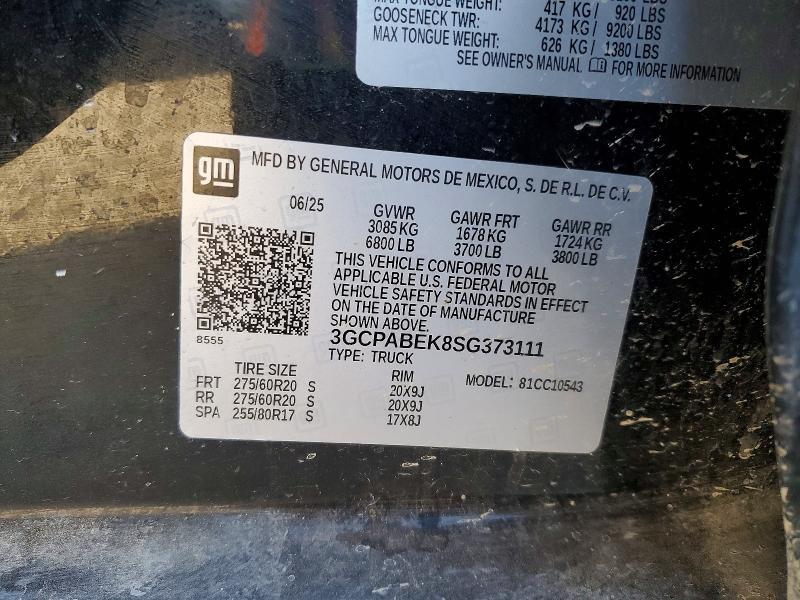 MAX TONGUE WEIGHT: 417 KG / 920 LBS
GOOSENECK TWR: 4173 KG / 9200 LBS
MAX TONGUE WEIGHT: 626 KG / 1380 LBS
SEE OWNER'S MANUAL FOR MORE INFORMATION
gm MFD BY GENERAL MOTORS DE MEXICO, S. DE R.L. DE C.V.
06/25 GVWR GAWR FRT GAWR RR
3085 KG 1678 KG 1724 KG
6800 LB 3700 LB 3800 LB
THIS VEHICLE CONFORMS TO ALL
APPLICABLE U.S. FEDERAL MOTOR
VEHICLE SAFETY STANDARDS IN EFFECT
ON THE DATE OF MANUFACTURE
SHOWN ABOVE.
8555
3GCPABEK8SG373111
TYPE: TRUCK
TIRE SIZE RIM MODEL: 81CC10543
FRT 275/60R20 S 20X9J
RR 275/60R20 S 20X9J
SPA 255/80R17 S 17X8J